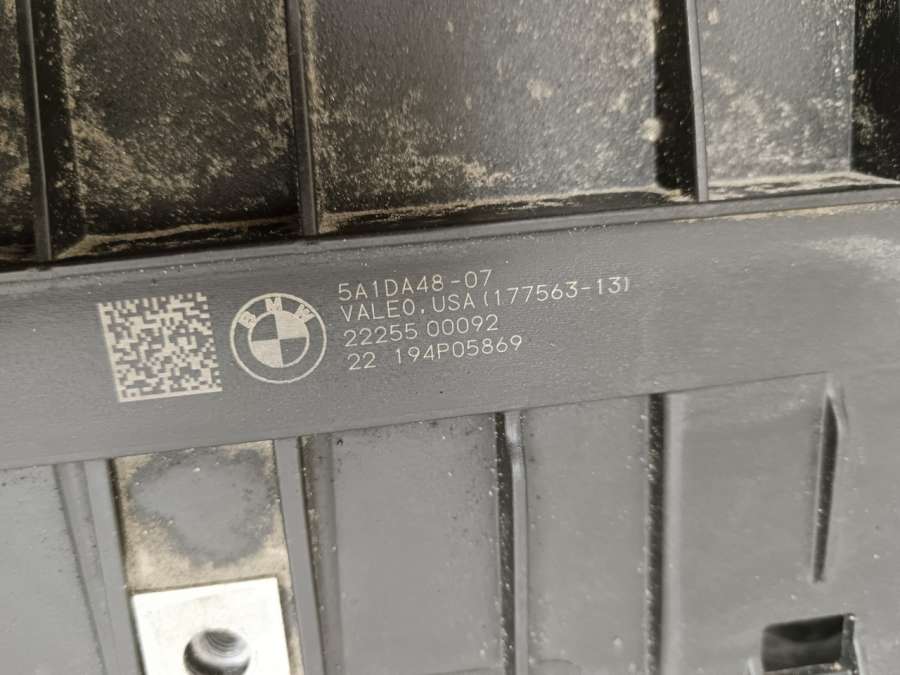 BMW
5A1DA48-07
VALEO,USA(177563-13)
22255 00092
22 194P05869